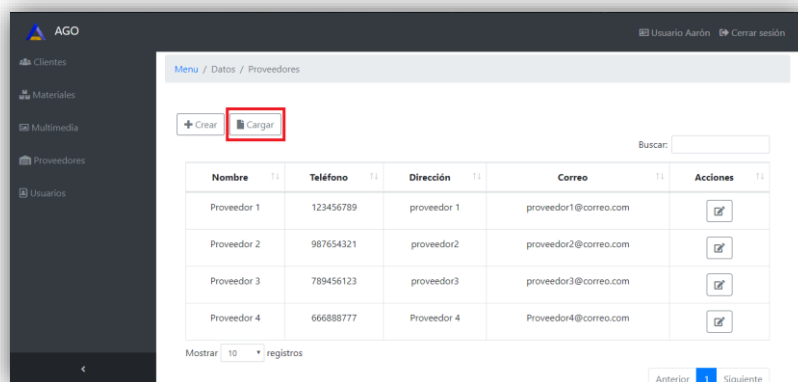 AGO
Usuario Aarón Cerrar sesión
Clientes
Materiales
Multimedia
Proveedores
Usuarios
Menu / Datos / Proveedores
Crear Cargar
Buscar:
Nombre Teléfono Dirección Correo Acciones
Proveedor 1 123456789 proveedor 1 proveedor1@correo.com
Proveedor 2 987654321 proveedor2 proveedor2@correo.com
Proveedor 3 789456123 proveedor3 proveedor3@correo.com
Proveedor 4 666888777 Proveedor 4 Proveedor4@correo.com
Mostrar 10 registros
Anterior 1 Siguiente